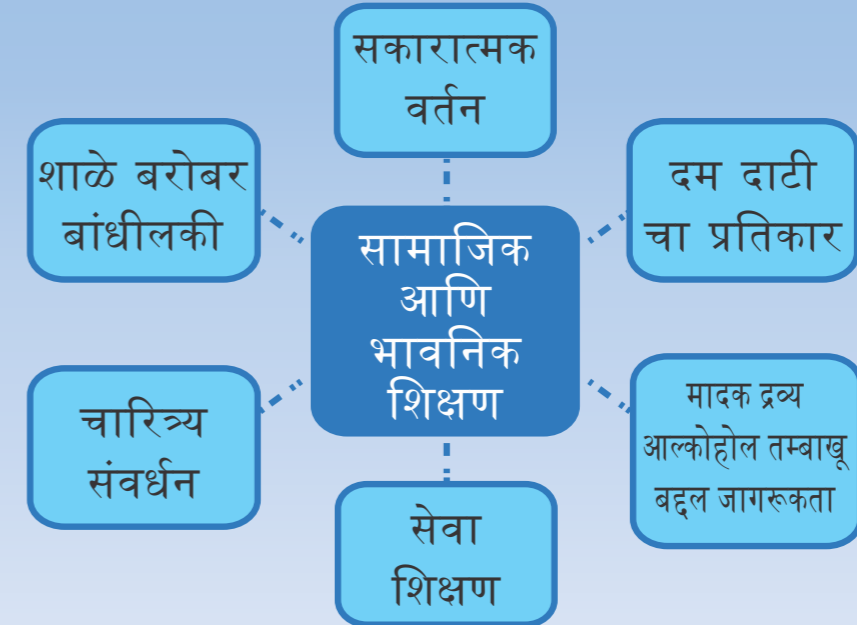 सकारात्मक
वर्तन
दम दाटी
चा प्रतिकार
मादक द्रव्य
आल्कोहोल तम्बाखू
बद्दल जागरूकता
सेवा
शिक्षण
चारित्र्य
संवर्धन
शाळे बरोबर
बांधीलकी
सामाजिक
आणि
भावनिक
शिक्षण